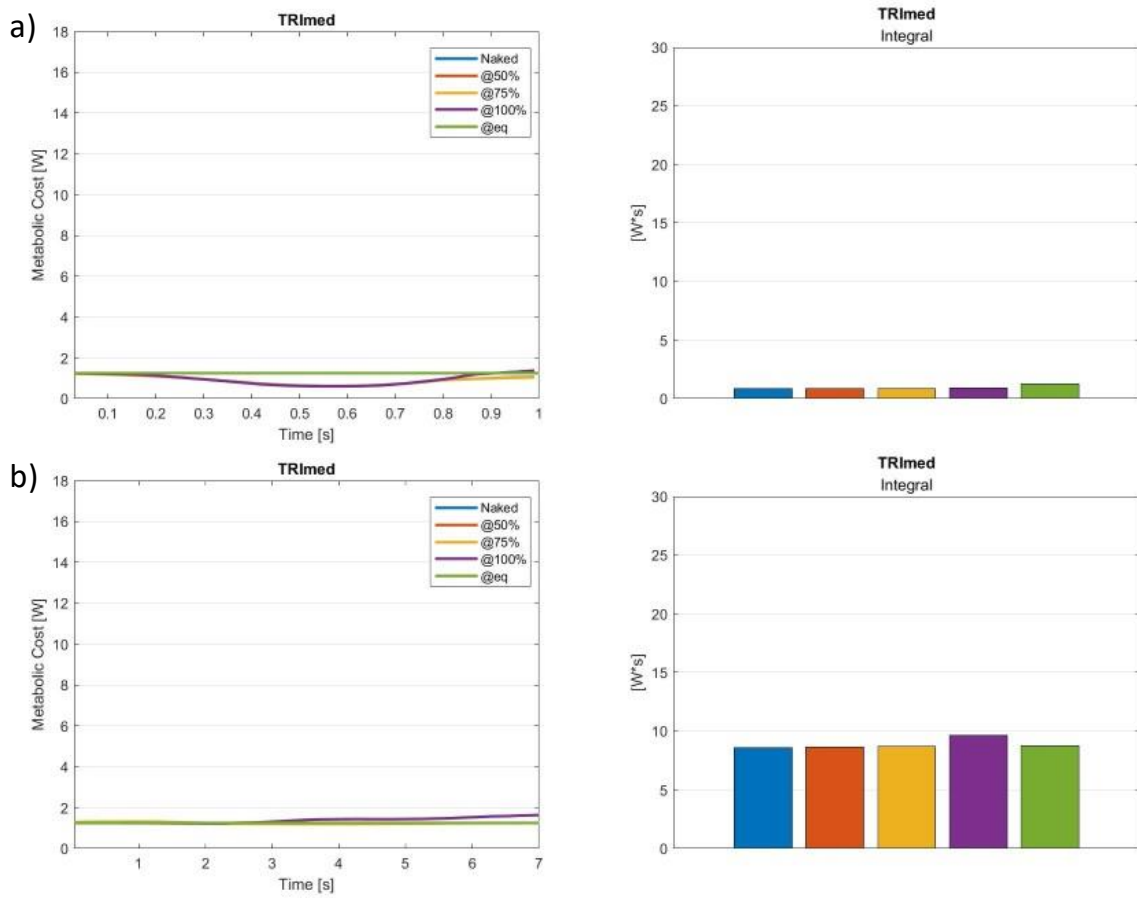 a)
TRImed
18
16
14
12
10
8
6
4
2
0
Metabolic Cost [W]
Naked
@50%
@75%
@100%
@eq
0.1 0.2 0.3 0.4 0.5 0.6 0.7 0.8 0.9 1
Time [s]
TRImed
Integral
30
25
20
15
10
5
0
[W*s]
b)
TRImed
18
16
14
12
10
8
6
4
2
0
Metabolic Cost [W]
Naked
@50%
@75%
@100%
@eq
1 2 3 4 5 6 7
Time [s]
TRImed
Integral
30
25
20
15
10
5
0
[W*s]